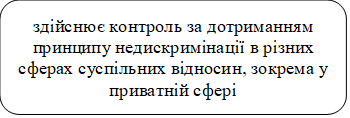 здійснює контроль за дотриманням
принципу недискримінації в різних
сферах суспільних відносин, зокрема у
приватній сфері